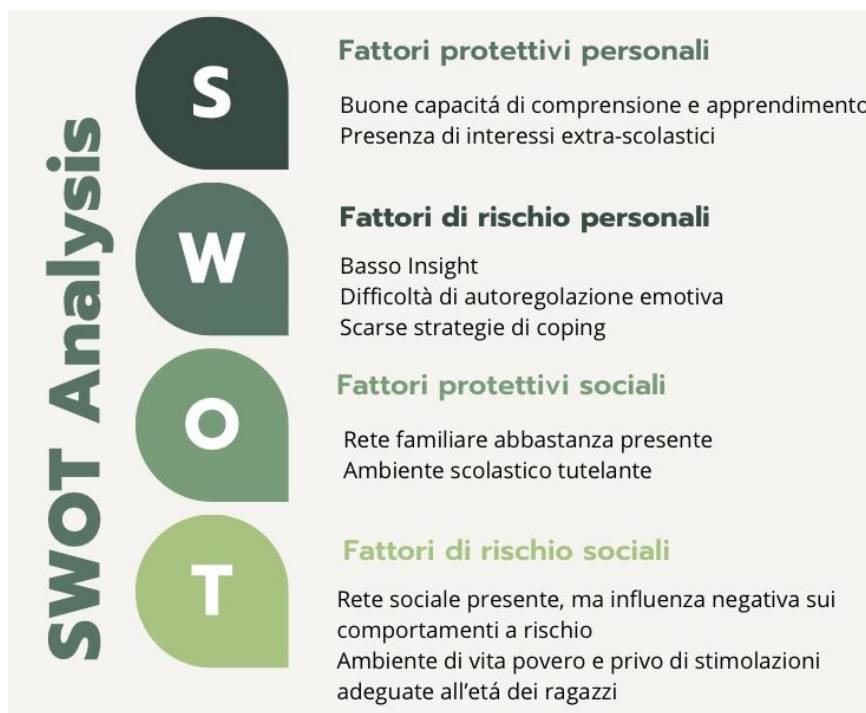 SWOT Analysis
S
Fattori protettivi personali
Buone capacitá di comprensione e apprendimento
Presenza di interessi extra-scolastici
W
Fattori di rischio personali
Basso Insight
Difficoltà di autoregolazione emotiva
Scarse strategie di coping
O
Fattori protettivi sociali
Rete familiare abbastanza presente
Ambiente scolastico tutelante
T
Fattori di rischio sociali
Rete sociale presente, ma influenza negativa sui
comportamenti a rischio
Ambiente di vita povero e privo di stimolazioni
adeguate all’etá dei ragazzi